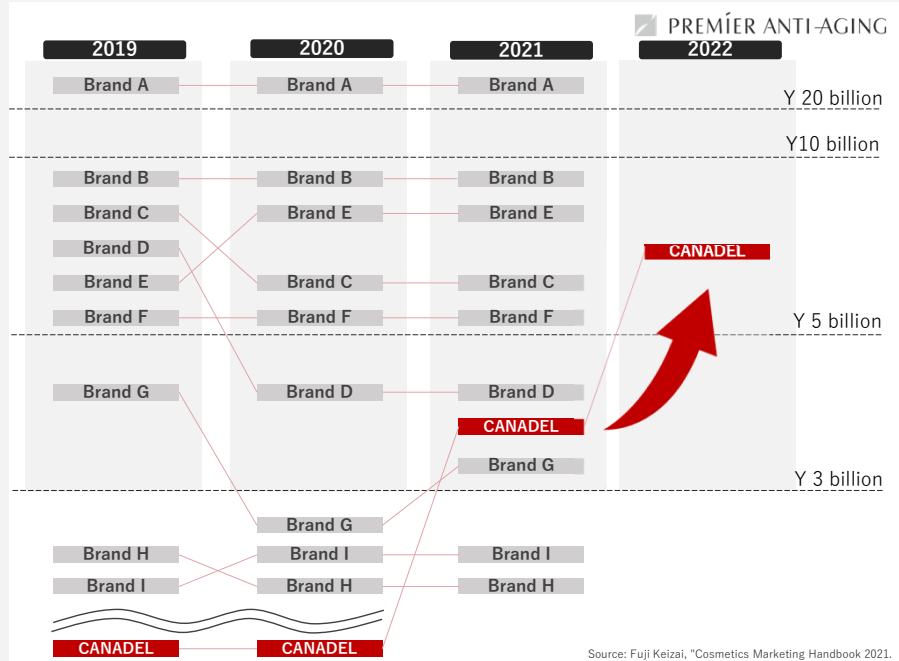 PREMIÉR ANTI-AGING
2019 2020 2021 2022
Brand A Brand A Brand A
Y 20 billion
Y10 billion
Brand B Brand B Brand B
Brand C Brand E Brand E
Brand D CANADEL
Brand E Brand C Brand C
Brand F Brand F Brand F
Y 5 billion
Brand G Brand D Brand D
CANADEL
Brand G
Y 3 billion
Brand G
Brand H Brand I Brand I
Brand I Brand H Brand H
CANADEL CANADEL
Source: Fuji Keizai, "Cosmetics Marketing Handbook 2021.